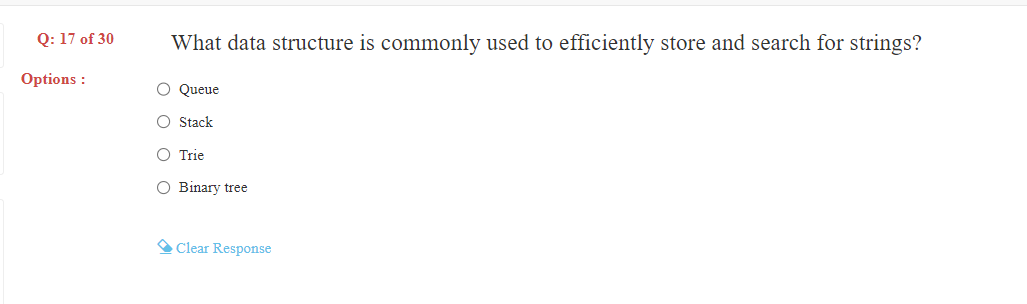 Q: 17 of 30
What data structure is commonly used to efficiently store and search for strings?
Options :
Queue
Stack
Trie
Binary tree
Clear Response